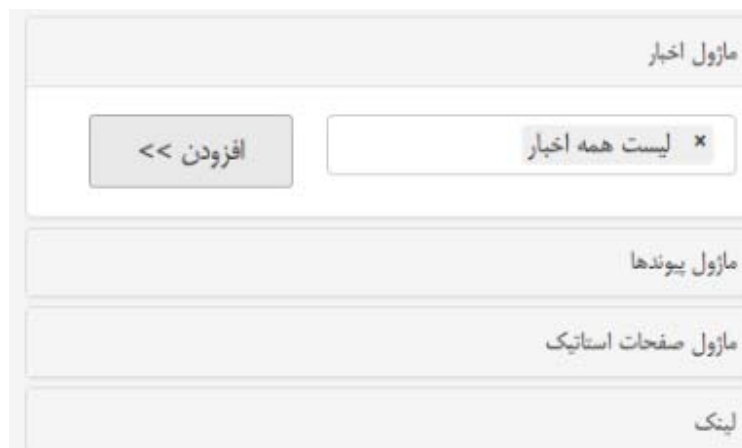 ماژول اخبار
× لیست همه اخبار
افزودن >>
ماژول پیوندها
ماژول صفحات استاتیک
لینک